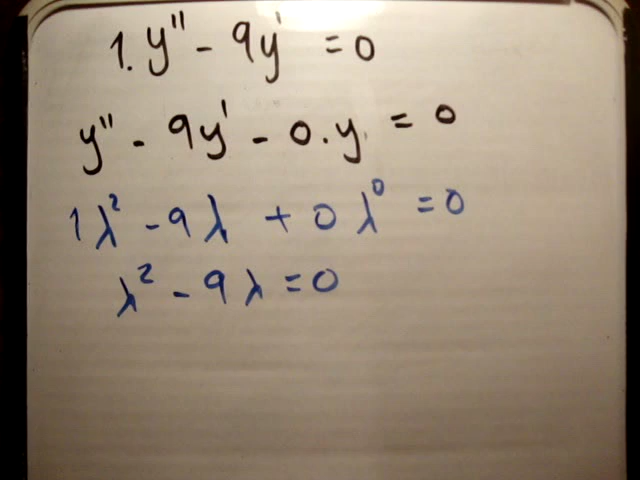 1. y'' - 9y' = 0
y'' - 9y' - 0.y = 0
1λ² - 9λ + 0λ⁰ = 0
λ² - 9λ = 0